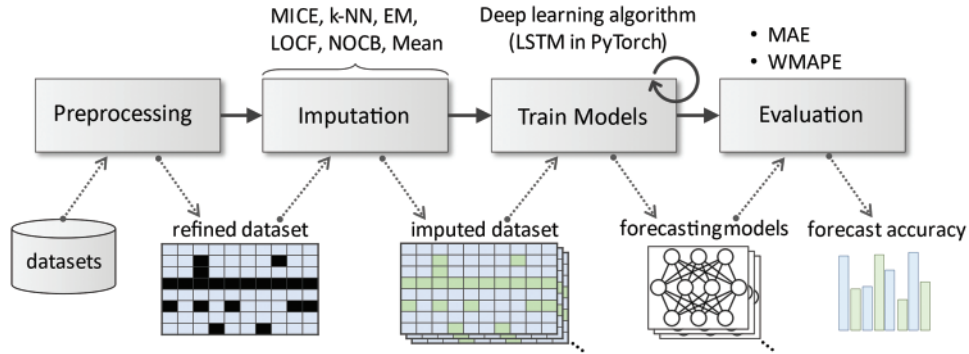 MICE, k-NN, EM,
LOCF, NOCB, Mean
Deep learning algorithm
(LSTM in PyTorch)
• MAE
• WMAPE
Preprocessing
Imputation
Train Models
Evaluation
datasets
refined dataset
imputed dataset
forecasting models
forecast accuracy